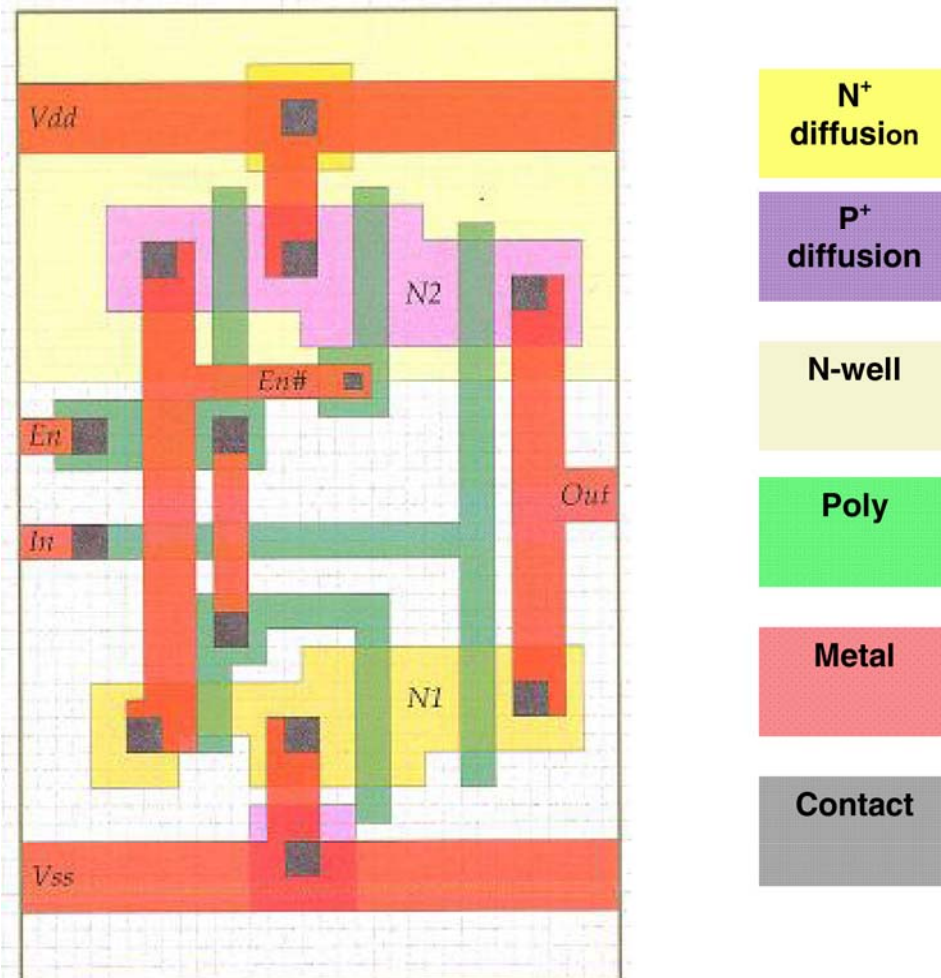 Vdd
N2
En#
En
Out
In
N1
Vss
N⁺
diffusion
P⁺
diffusion
N-well
Poly
Metal
Contact